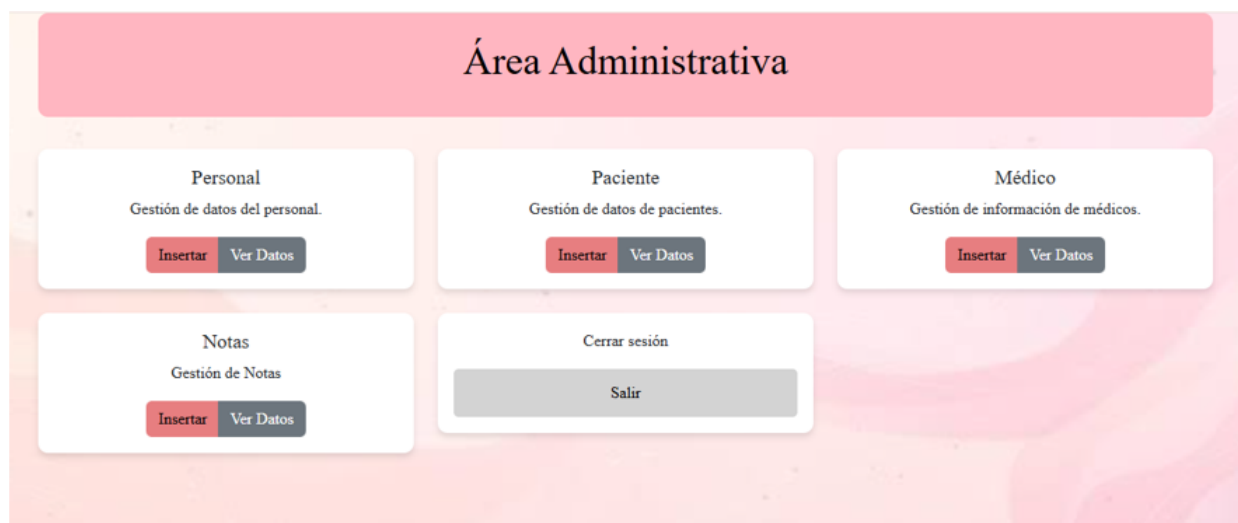 Área Administrativa
Personal
Gestión de datos del personal.
Insertar Ver Datos
Paciente
Gestión de datos de pacientes.
Insertar Ver Datos
Médico
Gestión de información de médicos.
Insertar Ver Datos
Notas
Gestión de Notas
Insertar Ver Datos
Cerrar sesión
Salir